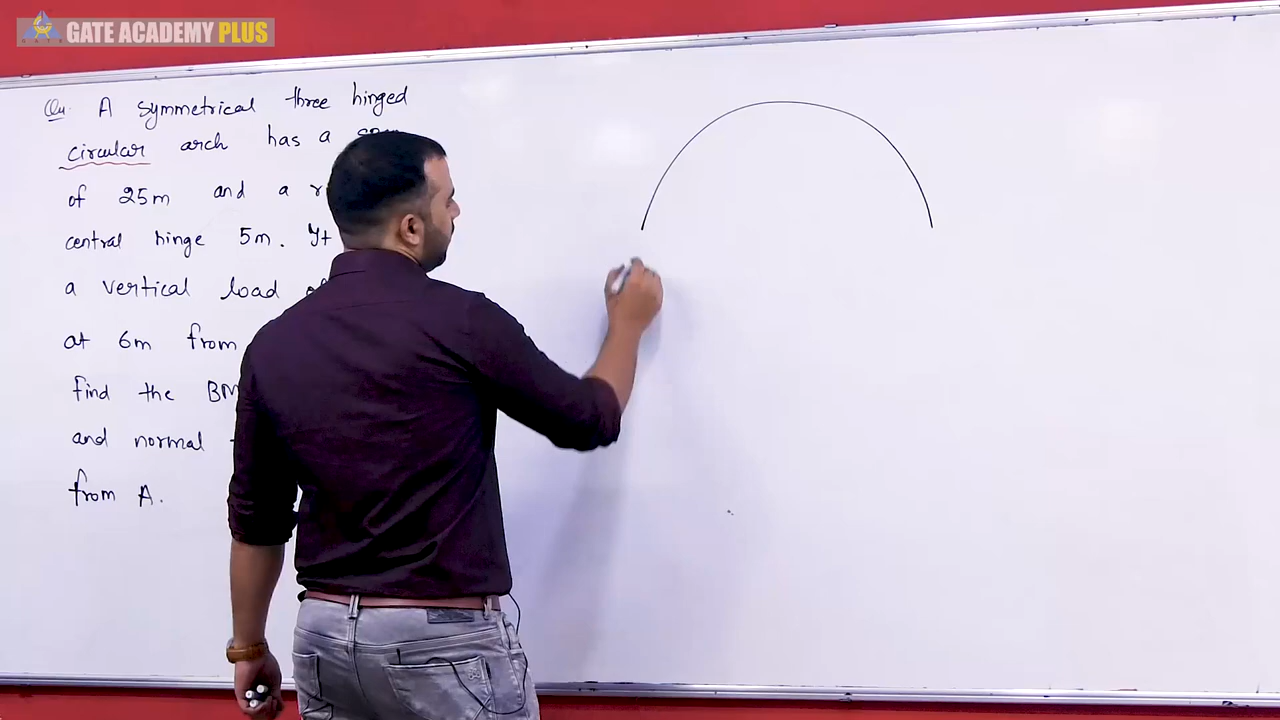 GATE ACADEMY PLUS
Qu. A symmetrical three hinged
circular arch has a
of 25m and a
central hinge 5m. It
a vertical load
at 6m from
find the BM
and normal
from A.